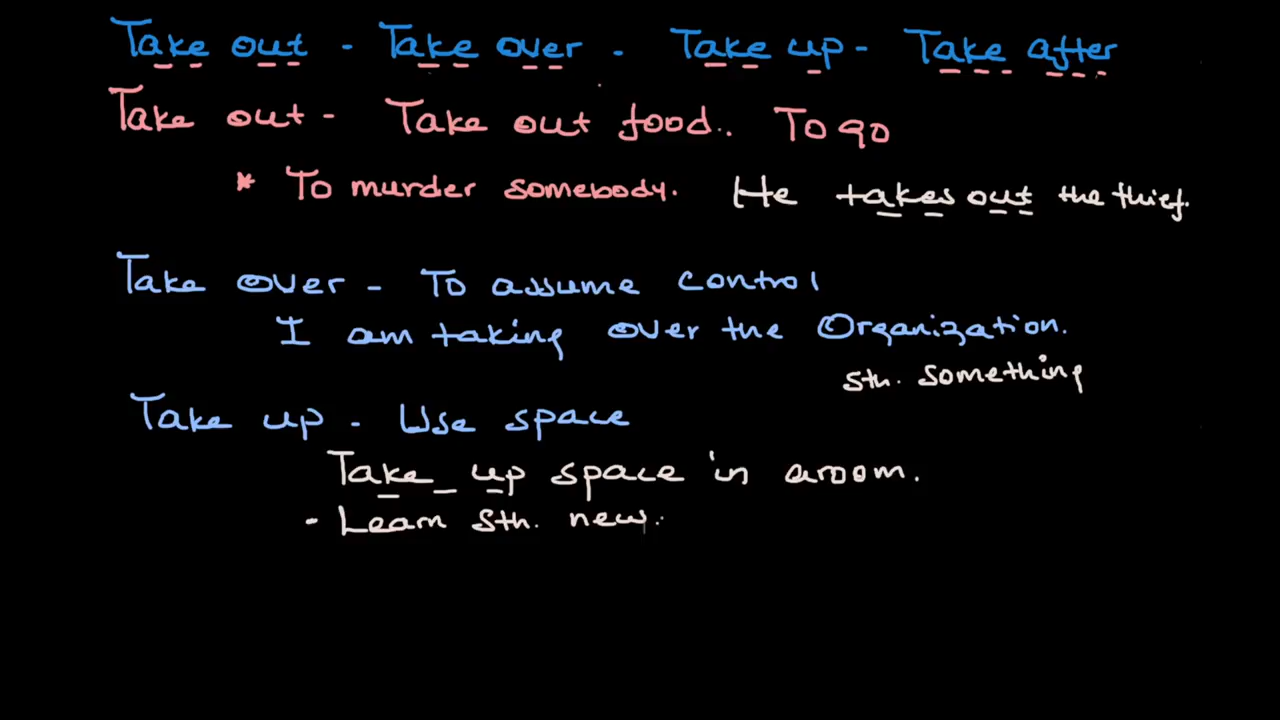 Take out - Take over - Take up - Take after
Take out - Take out food.. To go
* To murder somebody. He takes out the thief.
Take over - To assume control
I am taking over the Organization.
sth. something
Take up - Use space
Take up space in a room.
- Learn sth. new.